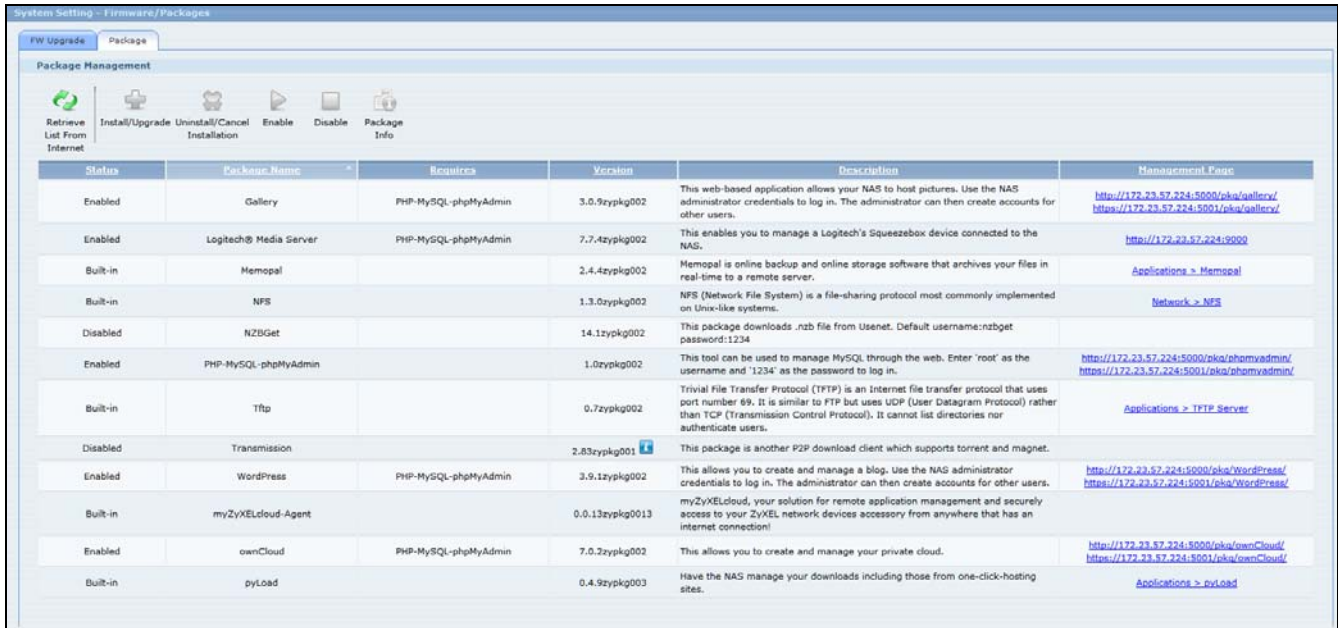 System Setting - Firmware/Packages
FW Upgrade Package
Package Management
Retrieve List From Internet
Install/Upgrade
Uninstall/Cancel Installation
Enable
Disable
Package Info
Status Package Name Requires Version Description Management Page
Enabled Gallery PHP-MySQL-phpMyAdmin 3.0.9zypkg002 This web-based application allows your NAS to host pictures. Use the NAS administrator credentials to log in. The administrator can then create accounts for other users. http://172.23.57.224:5000/pkg/gallery/ https://172.23.57.224:5001/pkg/gallery/
Enabled Logitech® Media Server PHP-MySQL-phpMyAdmin 7.7.4zypkg002 This enables you to manage a Logitech's Squeezebox device connected to the NAS. http://172.23.57.224:9000
Built-in Memopal 2.4.4zypkg002 Memopal is online backup and online storage software that archives your files in real-time to a remote server. Applications > Memopal
Built-in NFS 1.3.0zypkg002 NFS (Network File System) is a file-sharing protocol most commonly implemented on Unix-like systems. Network > NFS
Disabled NZBGet 14.1zypkg002 This package downloads .nzb file from Usenet. Default username:nzbget password:1234
Enabled PHP-MySQL-phpMyAdmin 1.0zypkg002 This tool can be used to manage MySQL through the web. Enter 'root' as the username and '1234' as the password to log in. http://172.23.57.224:5000/pkg/phpmyadmin/ https://172.23.57.224:5001/pkg/phpmyadmin/
Built-in Tftp 0.7zypkg002 Trivial File Transfer Protocol (TFTP) is an Internet file transfer protocol that uses port number 69. It is similar to FTP but uses UDP (User Datagram Protocol) rather than TCP (Transmission Control Protocol). It cannot list directories nor authenticate users. Applications > TFTP Server
Disabled Transmission 2.83zypkg001 This package is another P2P download client which supports torrent and magnet.
Enabled WordPress PHP-MySQL-phpMyAdmin 3.9.1zypkg002 This allows you to create and manage a blog. Use the NAS administrator credentials to log in. The administrator can then create accounts for other users. http://172.23.57.224:5000/pkg/WordPress/ https://172.23.57.224:5001/pkg/WordPress/
Built-in myZyXELcloud-Agent 0.0.13zypkg0013 myZyXELcloud, your solution for remote application management and securely access to your ZyXEL network devices accessory from anywhere that has an internet connection!
Enabled ownCloud PHP-MySQL-phpMyAdmin 7.0.2zypkg002 This allows you to create and manage your private cloud. http://172.23.57.224:5000/pkg/ownCloud/ https://172.23.57.224:5001/pkg/ownCloud/
Built-in pyLoad 0.4.9zypkg003 Have the NAS manage your downloads including those from one-click-hosting sites. Applications > pyLoad